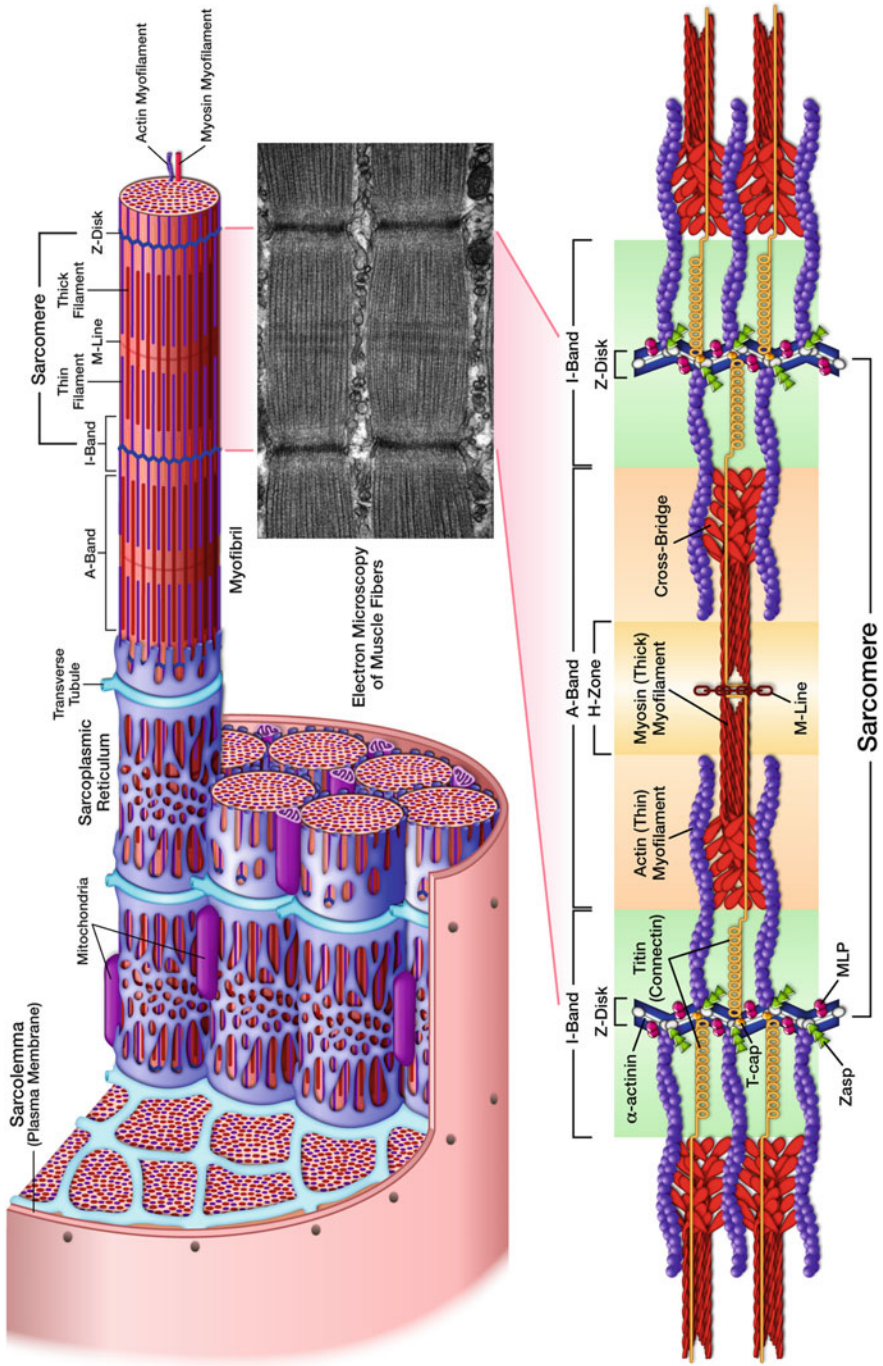 Sarcolemma
(Plasma Membrane)
Mitochondria
Sarcoplasmic
Reticulum
Transverse
Tubule
A-Band
I-Band
Sarcomere
Thin
Filament
M-Line
Thick
Filament
Z-Disk
Actin Myofilament
Myosin Myofilament
Myofibril
Electron Microscopy
of Muscle Fibers
I-Band
Z-Disk
A-Band
H-Zone
I-Band
Z-Disk
α-actinin
Titin
(Connectin)
T-cap
Zasp
MLP
Actin (Thin)
Myofilament
Myosin (Thick)
Myofilament
M-Line
Cross-Bridge
Sarcomere